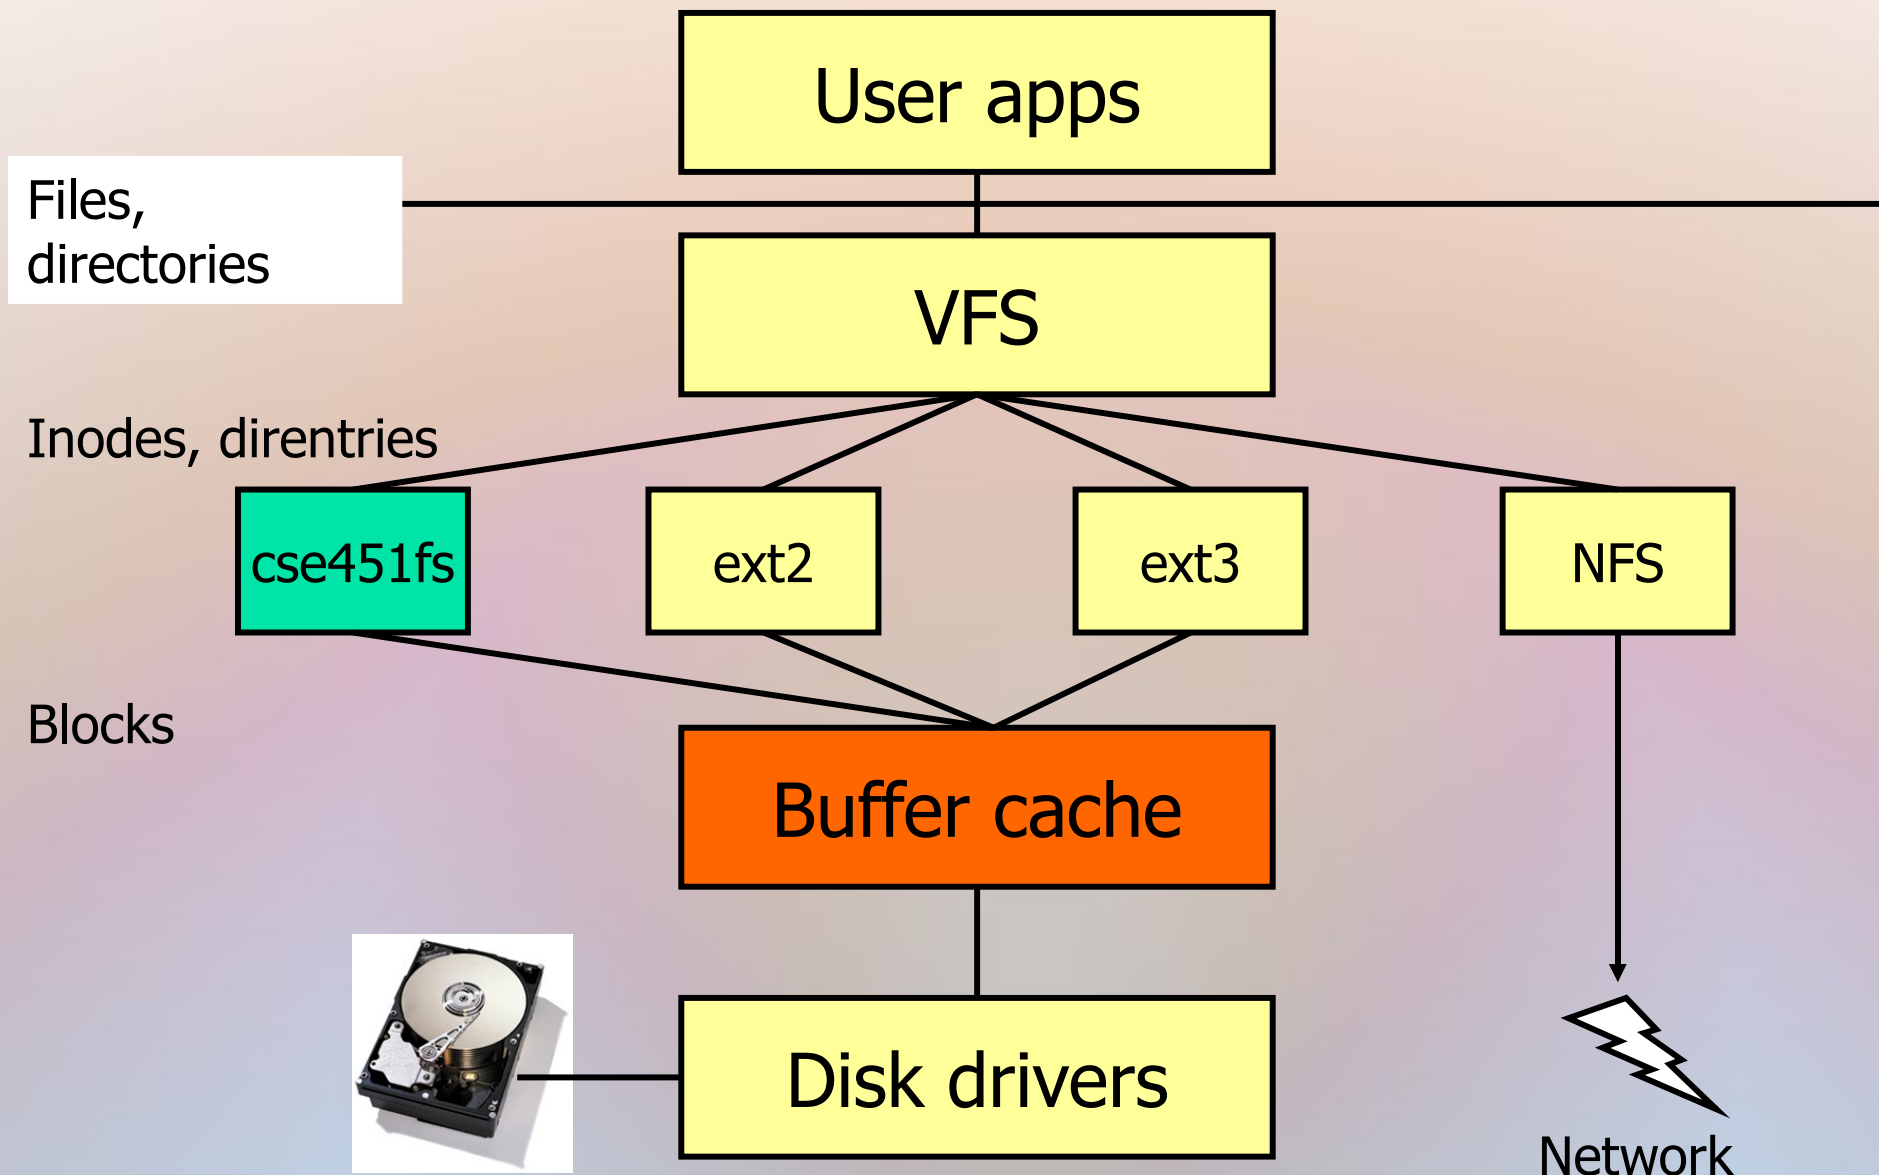 User apps
Files,
directories
VFS
Inodes, direntries
cse451fs
ext2
ext3
NFS
Blocks
Buffer cache
Disk drivers
Network